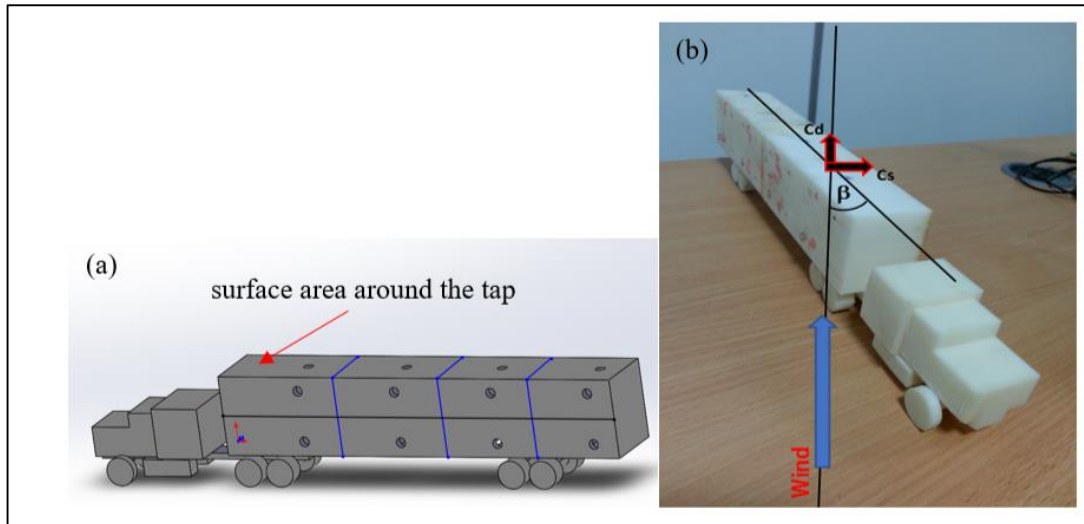 (a)
surface area around the tap
(b)
Cd
Cs
β
Wind